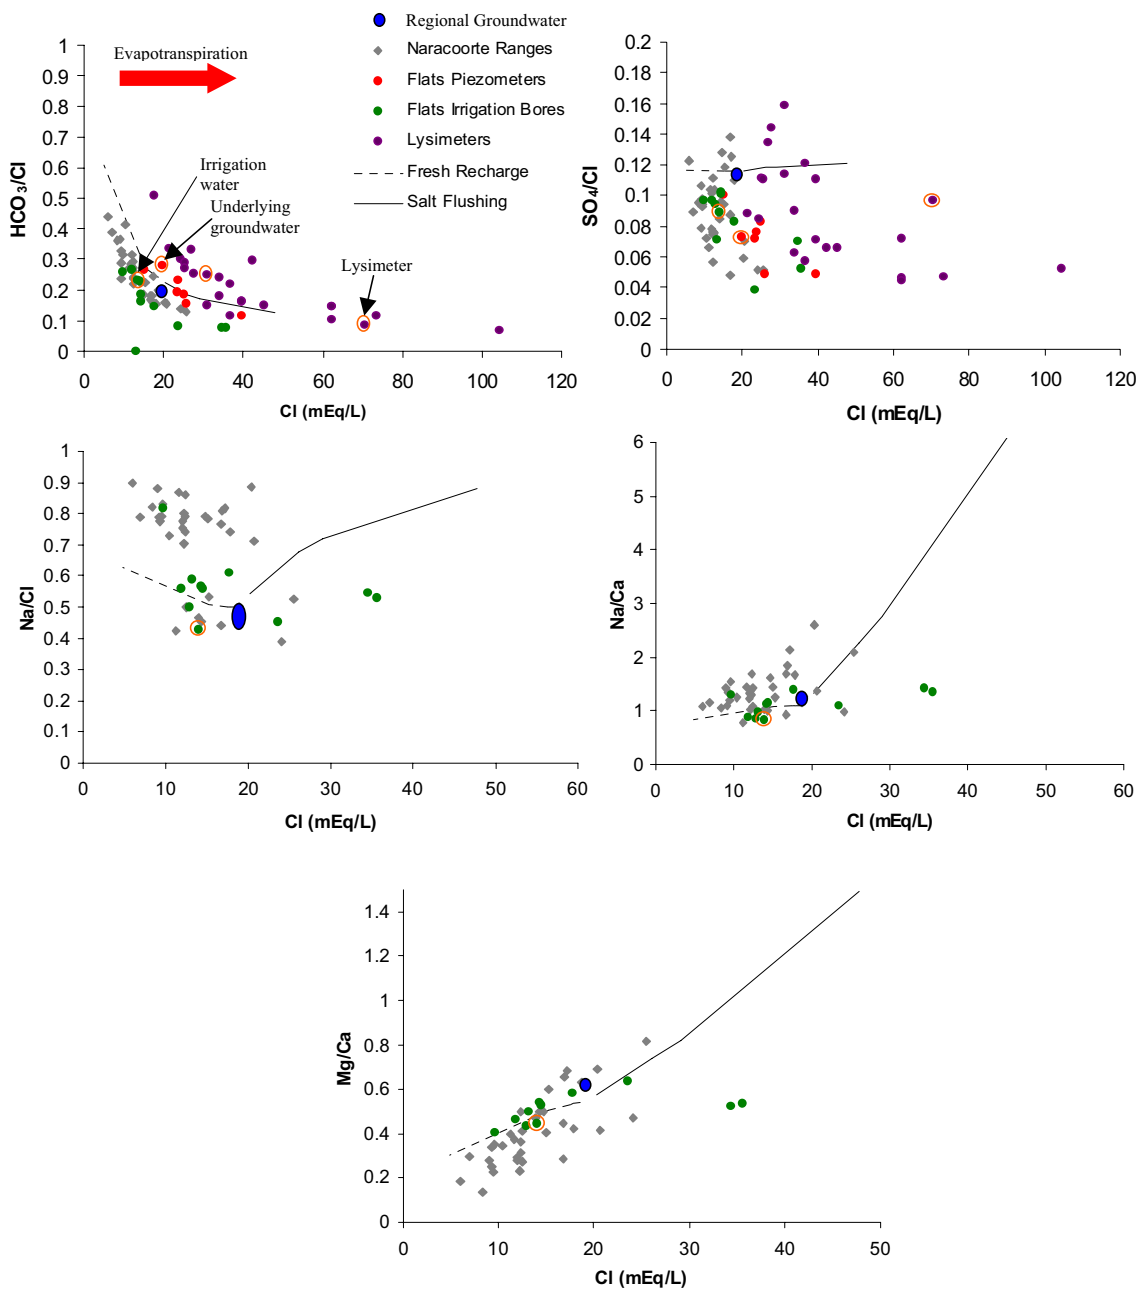 Regional Groundwater
Naracoorte Ranges
Flats Piezometers
Flats Irrigation Bores
Lysimeters
Fresh Recharge
Salt Flushing
Evapotranspiration
Irrigation
water
Underlying
groundwater
Lysimeter
HCO3/Cl
1
0.9
0.8
0.7
0.6
0.5
0.4
0.3
0.2
0.1
0
0 20 40 60 80 100 120
Cl (mEq/L)
SO4/Cl
0.2
0.18
0.16
0.14
0.12
0.1
0.08
0.06
0.04
0.02
0
0 20 40 60 80 100 120
Cl (mEq/L)
Na/Cl
1
0.9
0.8
0.7
0.6
0.5
0.4
0.3
0.2
0.1
0
0 10 20 30 40 50 60
Cl (mEq/L)
Na/Ca
6
5
4
3
2
1
0
0 10 20 30 40 50 60
Cl (mEq/L)
Mg/Ca
1.4
1.2
1
0.8
0.6
0.4
0.2
0
0 10 20 30 40 50
Cl (mEq/L)